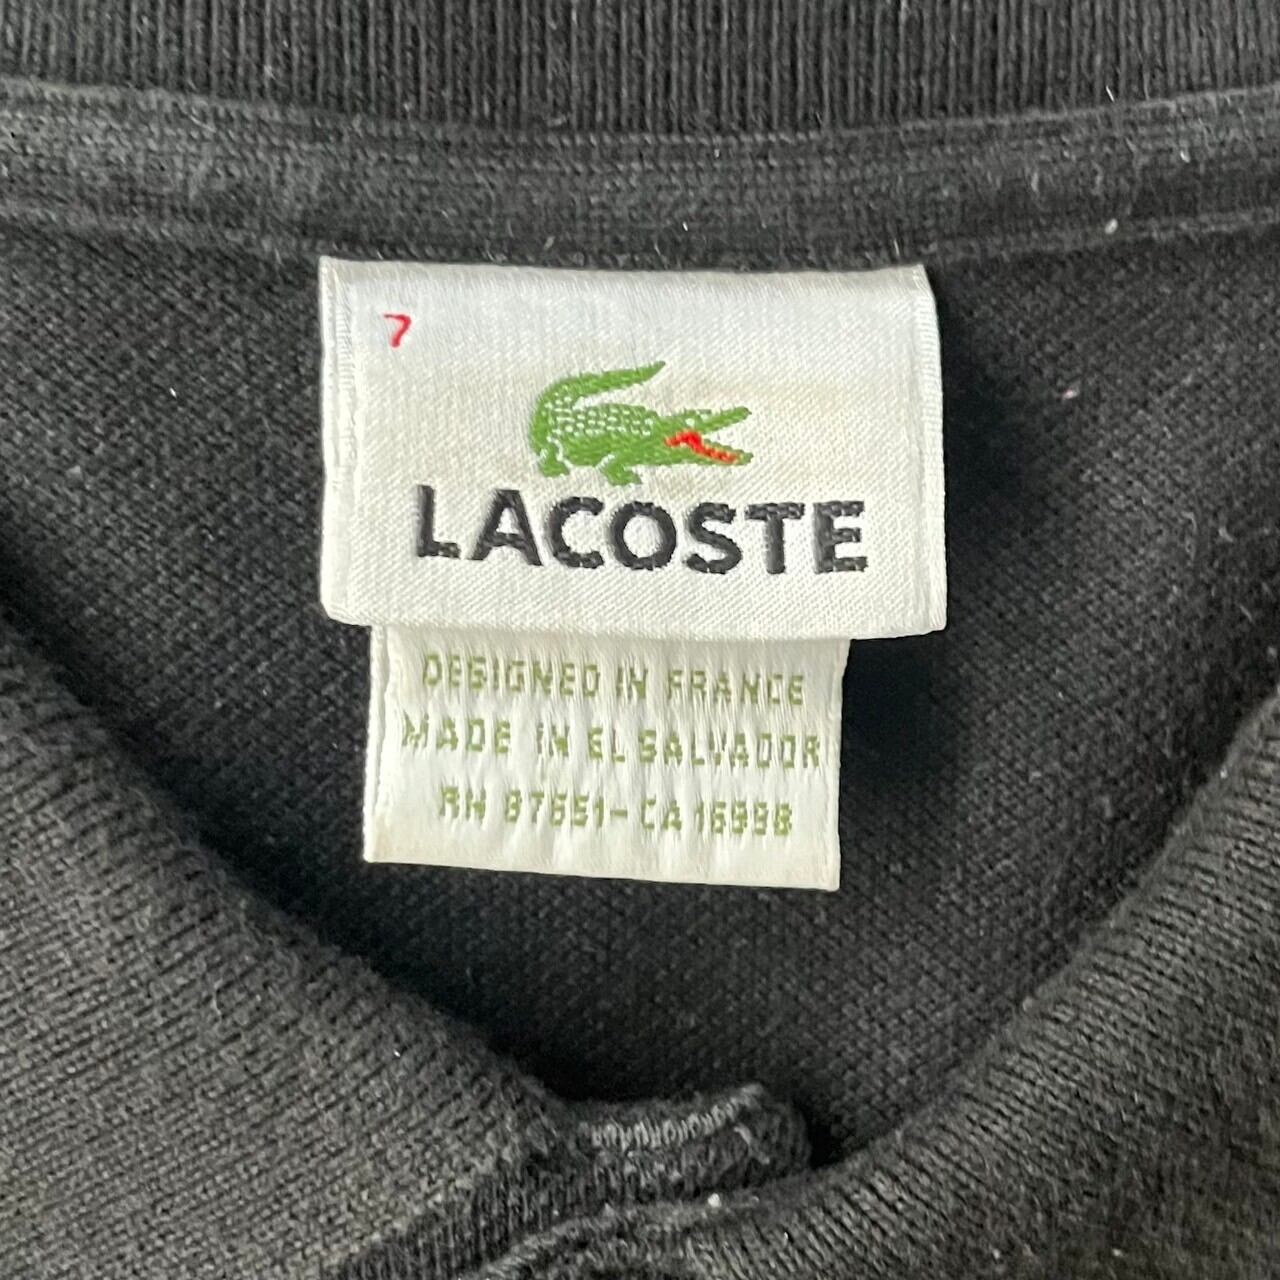 7
LACOSTE
DESIGNED IN FRANCE
MADE IN EL SALVADOR
RN 87651-CA 16998